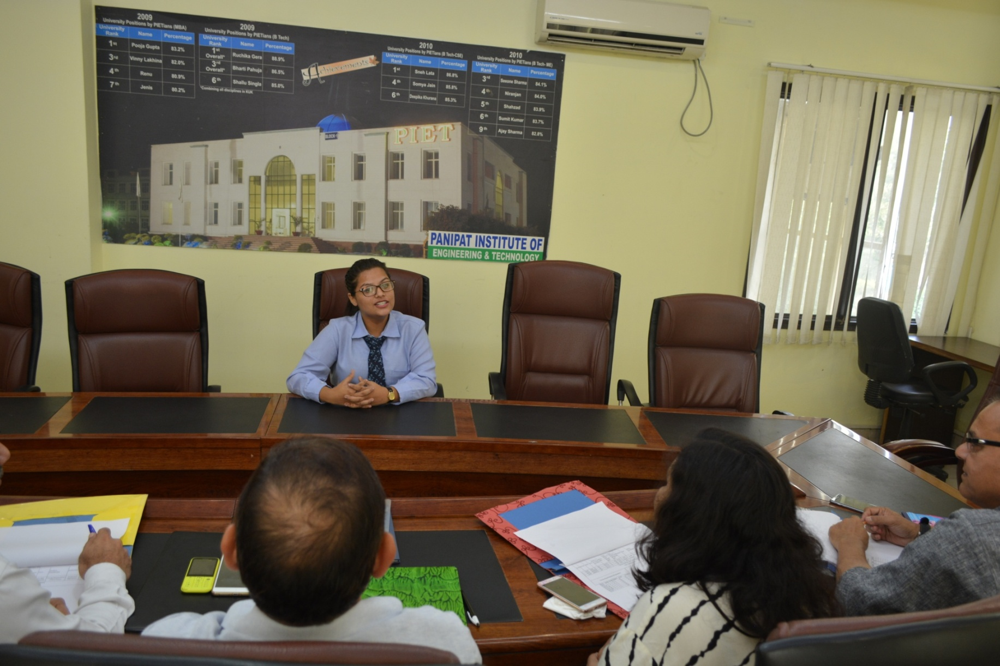 2009
University Positions by PIETians (MBA)
University Rank Name Percentage
1st Pooja Gupta 83.2%
3rd Vinny Lakhina 82.0%
4th Renu 80.9%
7th Jenis 80.2%
2009
University Positions by PIETians (B Tech)
University Rank Name Percentage
1st Overall* Ruchika Gera 88.9%
3rd Overall* Bharti Pahuja 86.5%
6th Shallu Singla 85.0%
*Combining all disciplines in KUK
Achievements
2010
University Positions by PIETians (B Tech-CSE)
University Rank Name Percentage
1st Sneh Lata 86.8%
4th Somya Jain 85.8%
6th Deepika Khurana 85.3%
2010
University Positions by PIETians (B Tech- ME)
University Rank Name Percentage
3rd Seeone Sharma 84.1%
4th Niranjan 84.0%
5th Shahzad 83.9%
6th Sumit Kumar 83.7%
9th Ajay Sharma 82.8%
BLOCK-1
PIET
PANIPAT INSTITUTE OF
ENGINEERING & TECHNOLOGY